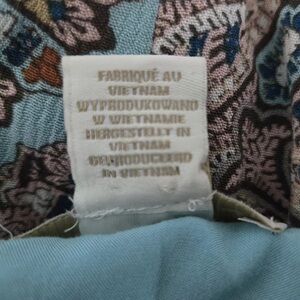 FABRIQUÉ AU
VIETNAM
WYPRODUKOWANO
W WIETNAMIE
HERGESTELLT IN
VIETNAM
GEPRODUCEERD
IN VIETNAM